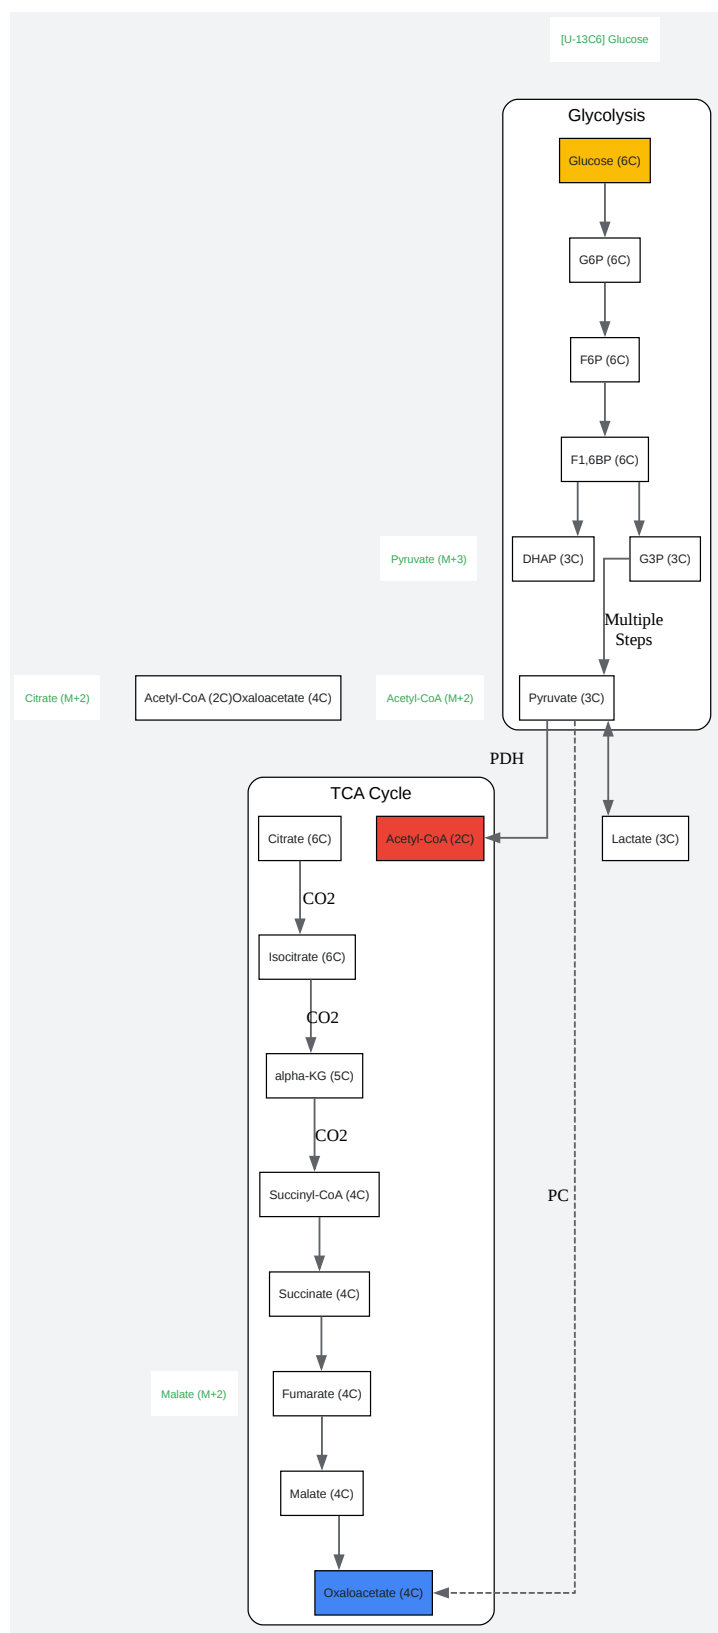 [U-13C6] Glucose
Glycolysis
Glucose (6C)
G6P (6C)
F6P (6C)
F1,6BP (6C)
Pyruvate (M+3)
DHAP (3C)
G3P (3C)
Multiple
Steps
Citrate (M+2)
Acetyl-CoA (2C)Oxaloacetate (4C)
Acetyl-CoA (M+2)
Pyruvate (3C)
PDH
TCA Cycle
Citrate (6C)
Acetyl-CoA (2C)
Lactate (3C)
CO2
Isocitrate (6C)
CO2
alpha-KG (5C)
CO2
Succinyl-CoA (4C)
PC
Succinate (4C)
Malate (M+2)
Fumarate (4C)
Malate (4C)
Oxaloacetate (4C)